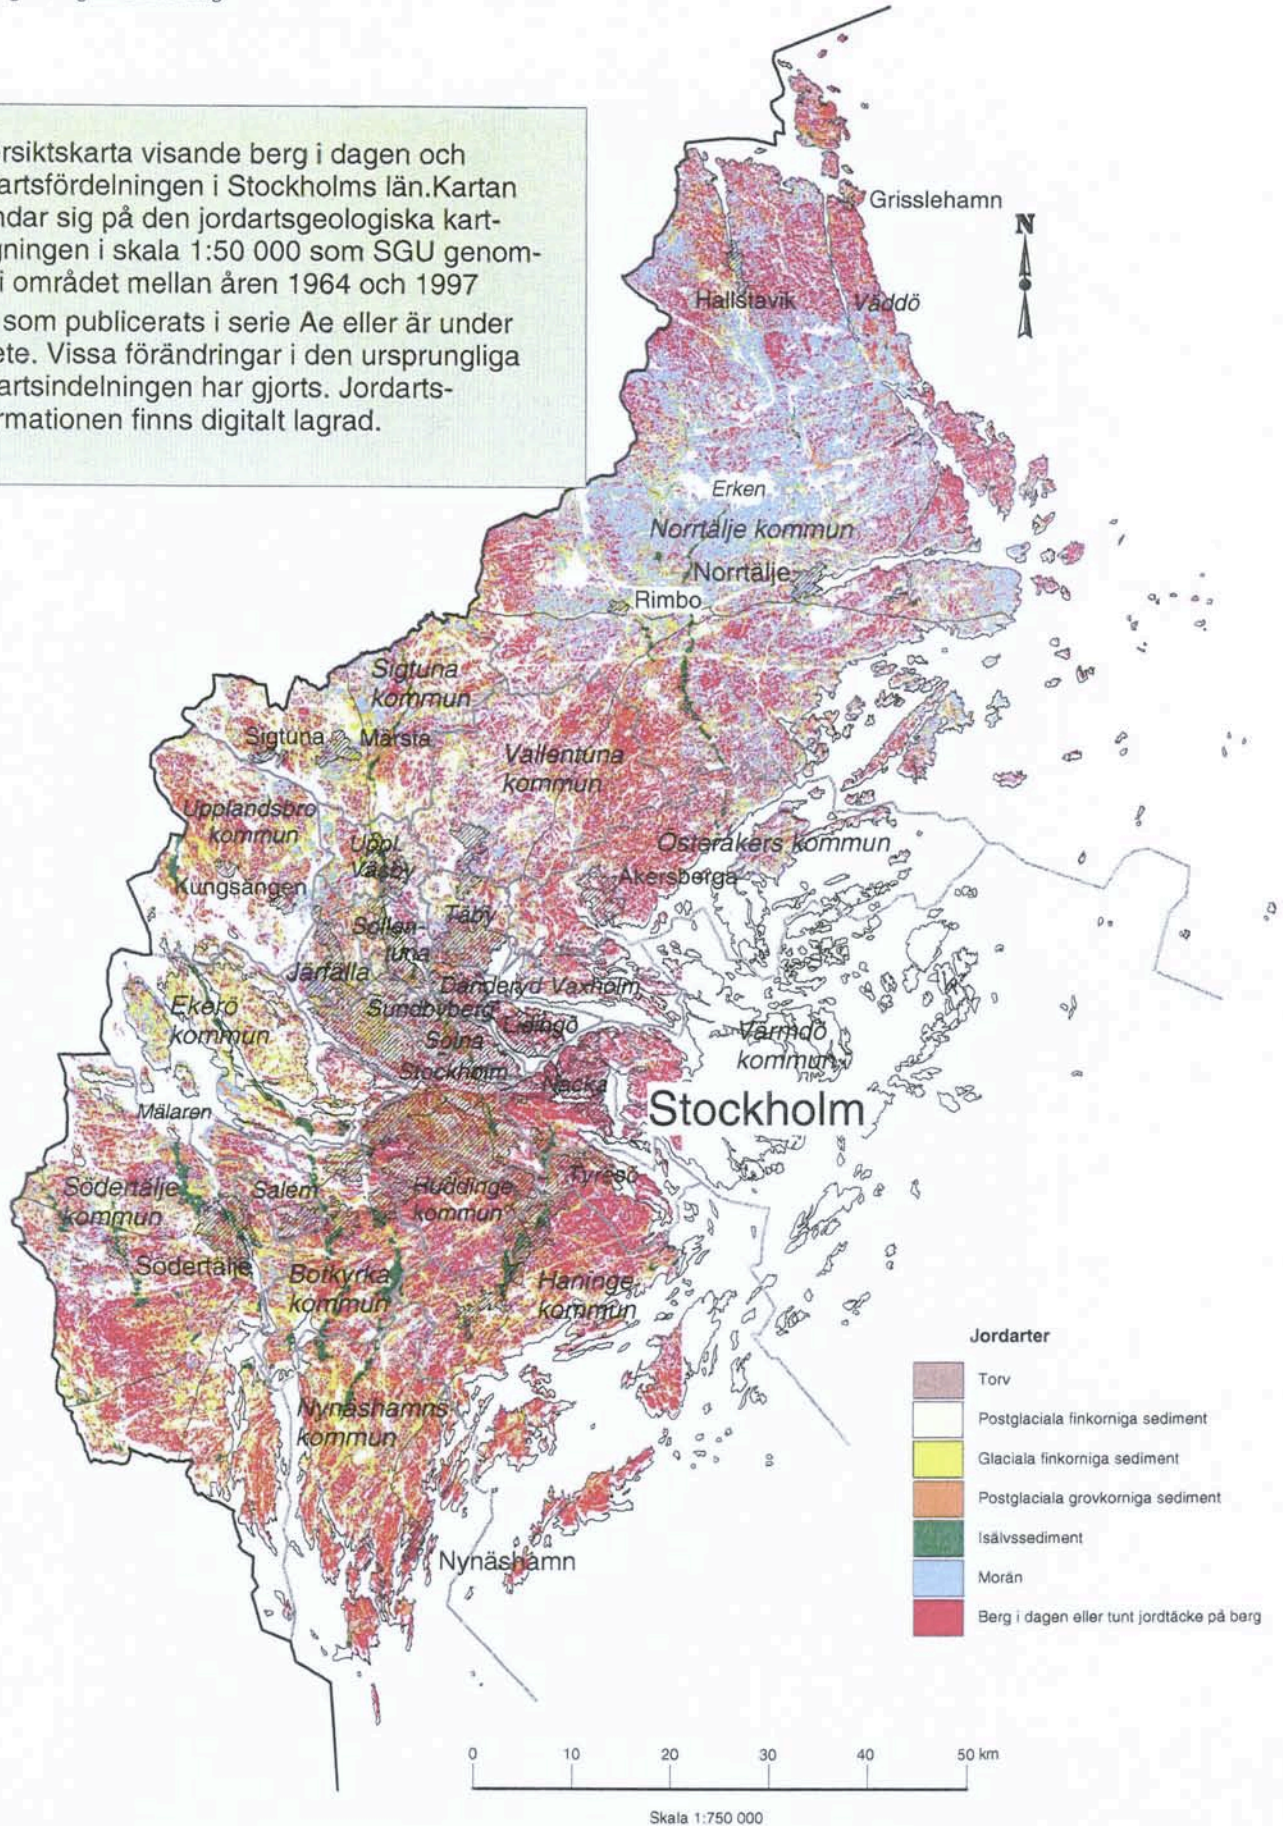 rsiktskarta visande berg i dagen och
artsfördelningen i Stockholms län.Kartan
ndar sig på den jordartsgeologiska kart-
gningen i skala 1:50 000 som SGU genom-
i området mellan åren 1964 och 1997
som publicerats i serie Ae eller är under
ete. Vissa förändringar i den ursprungliga
artsindelningen har gjorts. Jordarts-
rmationen finns digitalt lagrad.
Grisslehamn
N
Hallstavik
Väddö
Erken
Norrtälje kommun
Norrtälje
Rimbo
Sigtuna
kommun
Sigtuna
Märsta
Vallentuna
kommun
Upplandsbro
kommun
Uppl.
Väsby
Österåkers kommun
Åkersberga
Kungsängen
Täby
Sollen-
tuna
Järfälla
Danderyd
Vaxholm
Ekerö
kommun
Sundbyberg
Lidingö
Solna
Värmdö
kommun
Stockholm
Nacka
Stockholm
Mälaren
Södertälje
kommun
Salem
Huddinge
kommun
Tyresö
Södertälje
Botkyrka
kommun
Haninge
kommun
Nynäshamns
kommun
Nynäshamn
Jordarter
Torv
Postglaciala finkorniga sediment
Glaciala finkorniga sediment
Postglaciala grovkorniga sediment
Isälvssediment
Morän
Berg i dagen eller tunt jordtäcke på berg
0 10 20 30 40 50 km
Skala 1:750 000